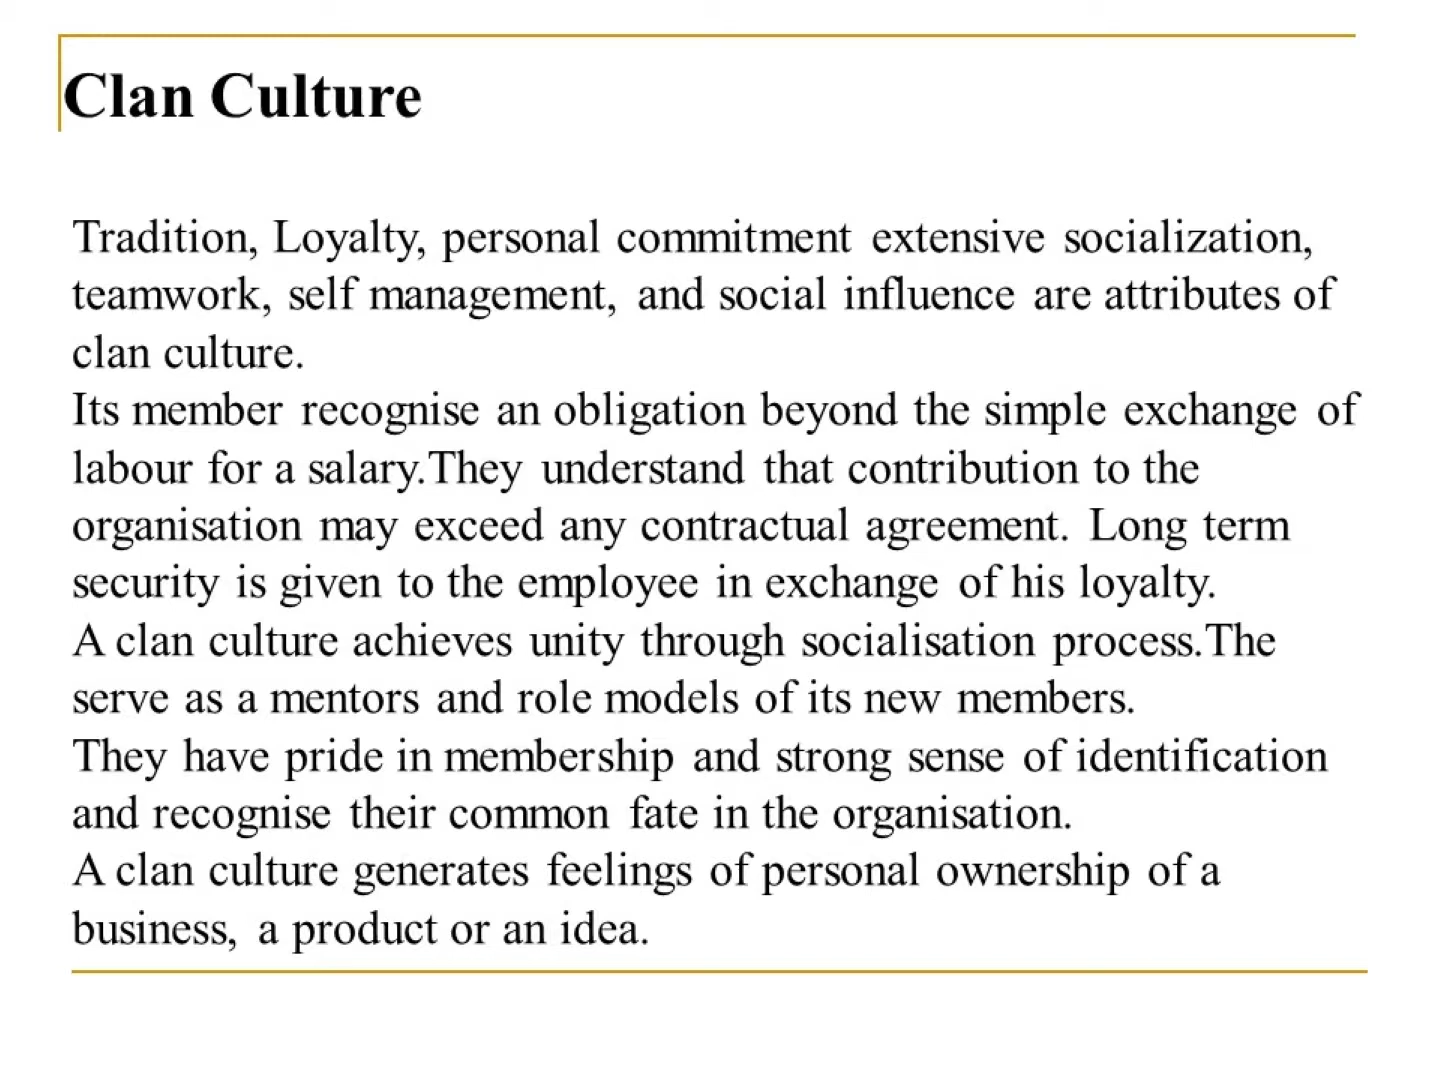 Clan Culture
Tradition, Loyalty, personal commitment extensive socialization,
teamwork, self management, and social influence are attributes of
clan culture.
Its member recognise an obligation beyond the simple exchange of
labour for a salary.They understand that contribution to the
organisation may exceed any contractual agreement. Long term
security is given to the employee in exchange of his loyalty.
A clan culture achieves unity through socialisation process.The
serve as a mentors and role models of its new members.
They have pride in membership and strong sense of identification
and recognise their common fate in the organisation.
A clan culture generates feelings of personal ownership of a
business, a product or an idea.